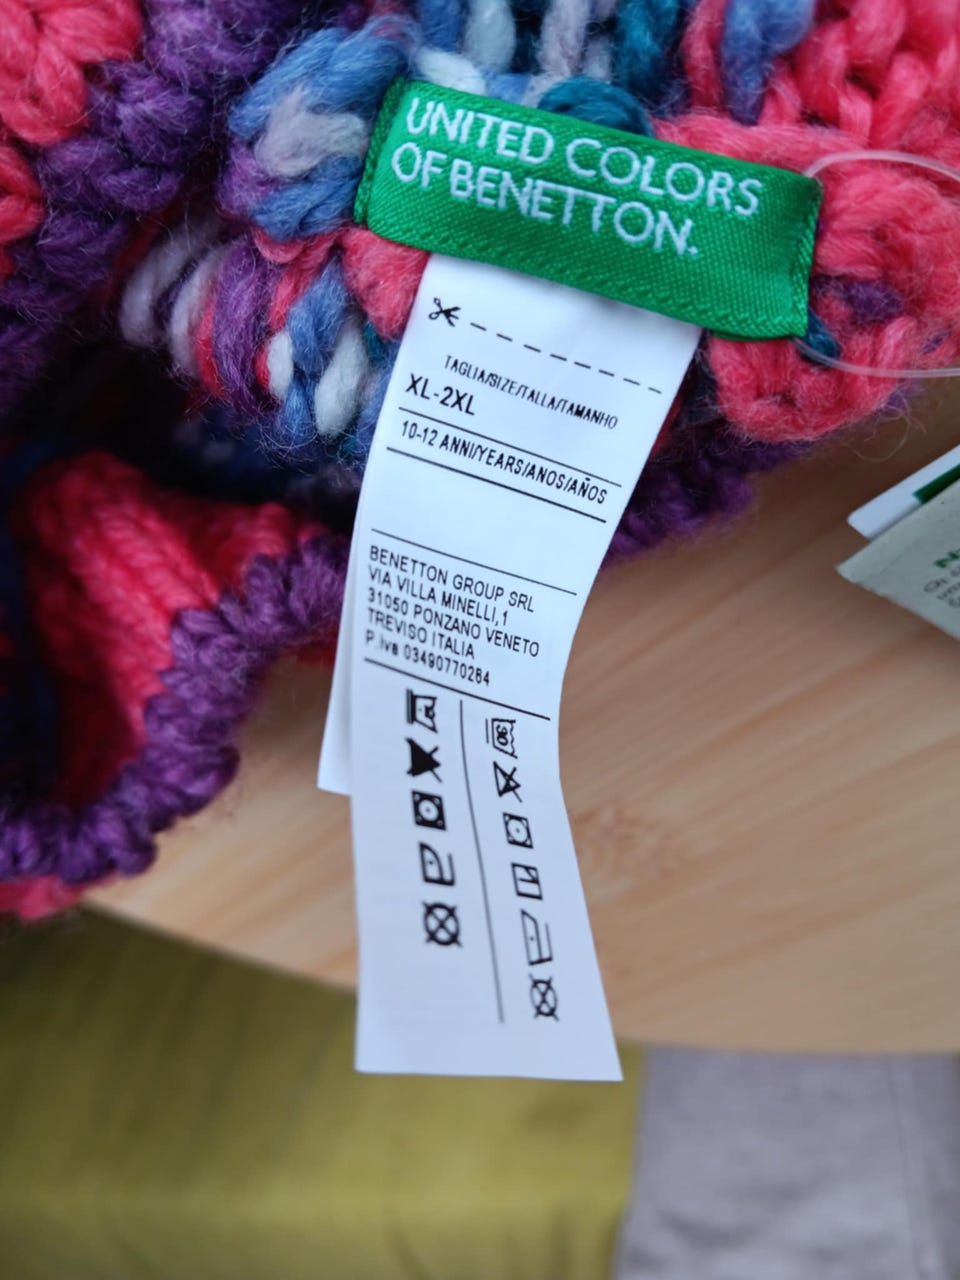 UNITED COLORS
OF BENETTON.
TAGLIA/SIZE/TALLA/TAMANHO
XL-2XL
10-12 ANNI/YEARS/ANOS/AÑOS
BENETTON GROUP SRL
VIA VILLA MINELLI,1
31050 PONZANO VENETO
TREVISO ITALIA
P.Iva 03490770264
30